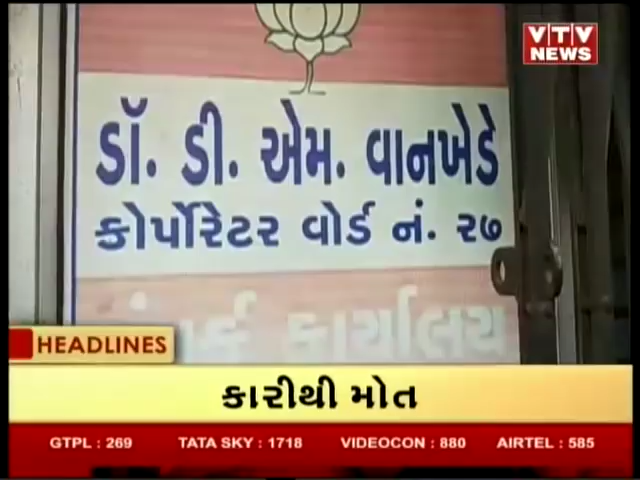 VTV
NEWS
ડૉ. ડી. એમ. વાનખેડે
કોર્પોરેટર વોર્ડ નં. ૨૭
કાર્યાલય
HEADLINES
કારીથી મોત
GTPL : 269 TATA SKY : 1718 VIDEOCON : 880 AIRTEL : 585